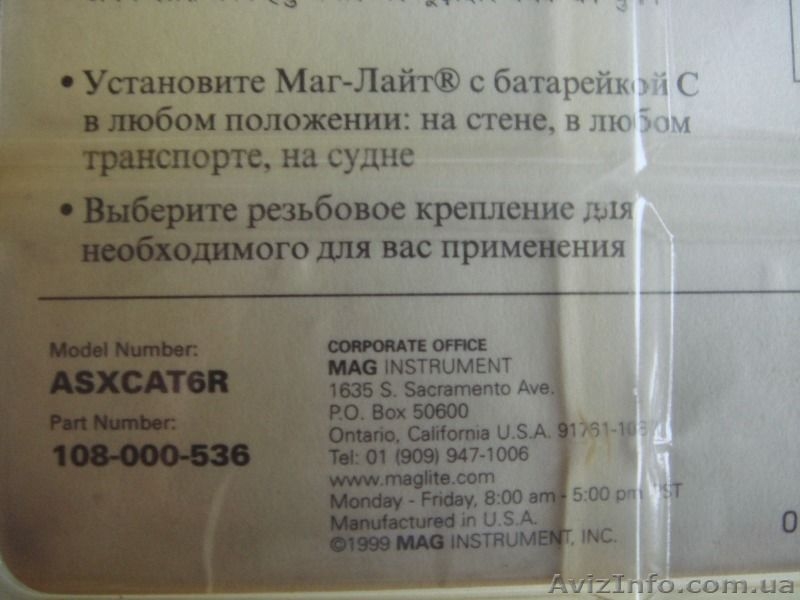 • Установите Маг-Лайт® с батарейкой С
в любом положении: на стене, в любом
транспорте, на судне
• Выберите резьбовое крепление для
необходимого для вас применения
Model Number:
ASXCAT6R
Part Number:
108-000-536
CORPORATE OFFICE
MAG INSTRUMENT
1635 S. Sacramento Ave.
P.O. Box 50600
Ontario, California U.S.A.
Tel: 01 (909) 947-1006
www.maglite.com
Monday - Friday, 8:00 am - 5:00 pm
Manufactured in U.S.A.
©1999 MAG INSTRUMENT, INC.
0
AvizInfo.com.ua